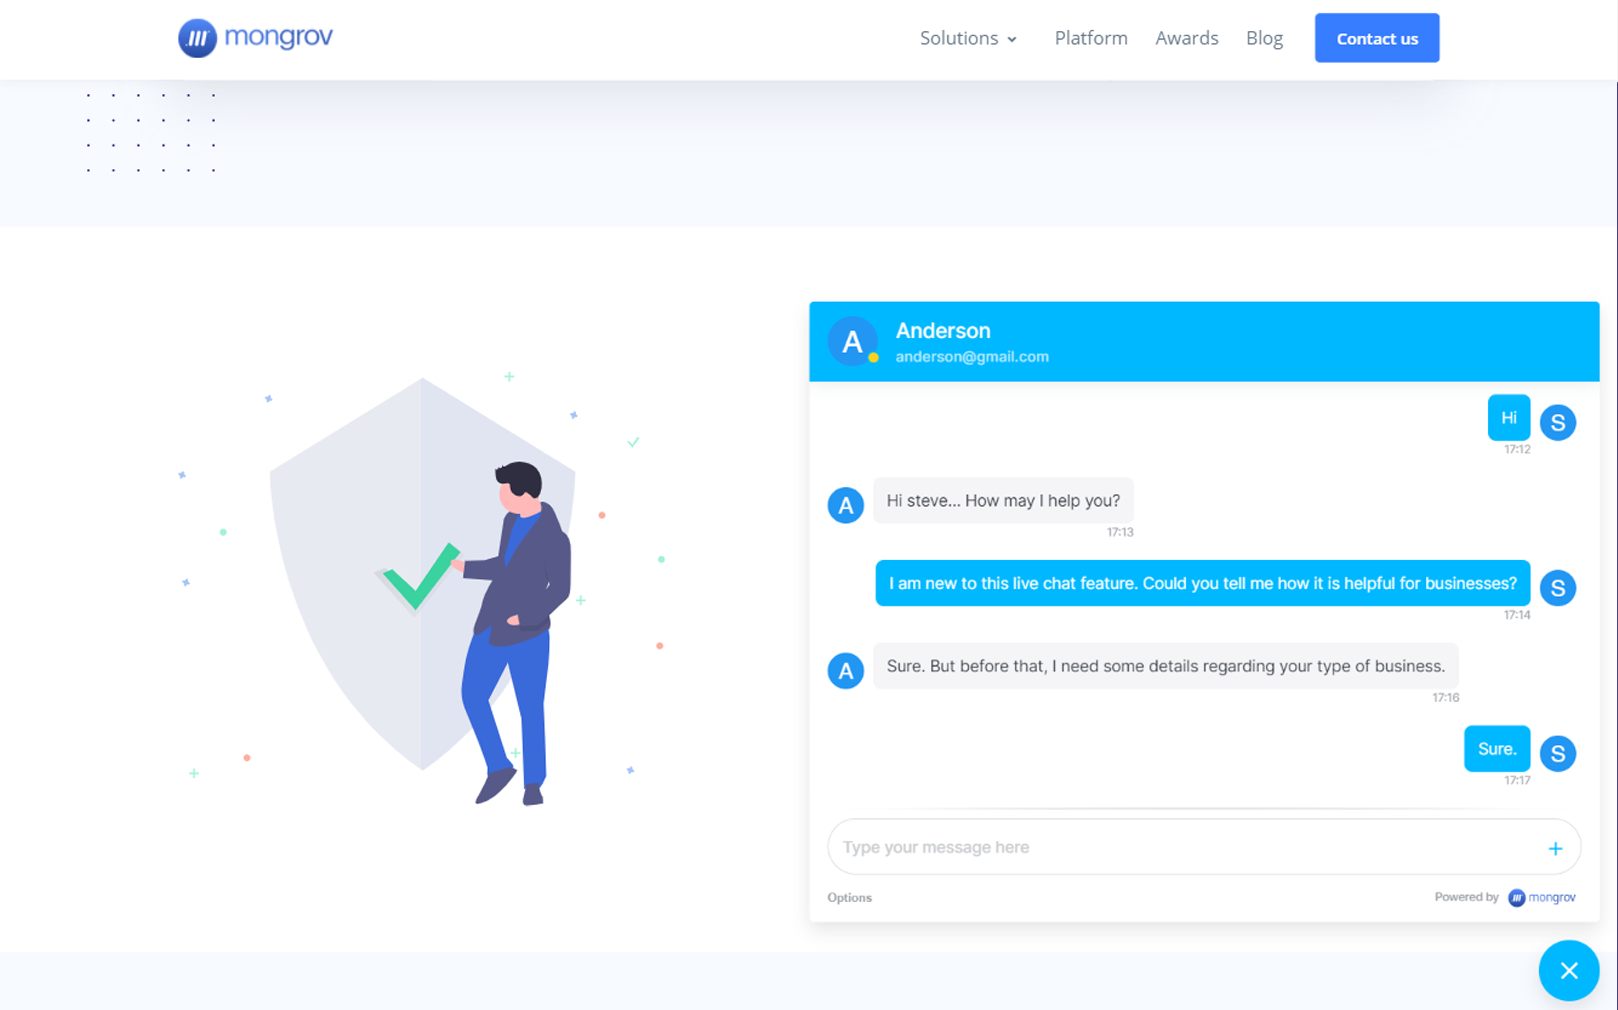 mongrov
Solutions
Platform
Awards
Blog
Contact us
A
Anderson
anderson@gmail.com
Hi
S
17:12
A
Hi steve... How may I help you?
17:13
I am new to this live chat feature. Could you tell me how it is helpful for businesses?
S
17:14
A
Sure. But before that, I need some details regarding your type of business.
17:16
Sure.
S
17:17
Type your message here
Options
Powered by mongrov